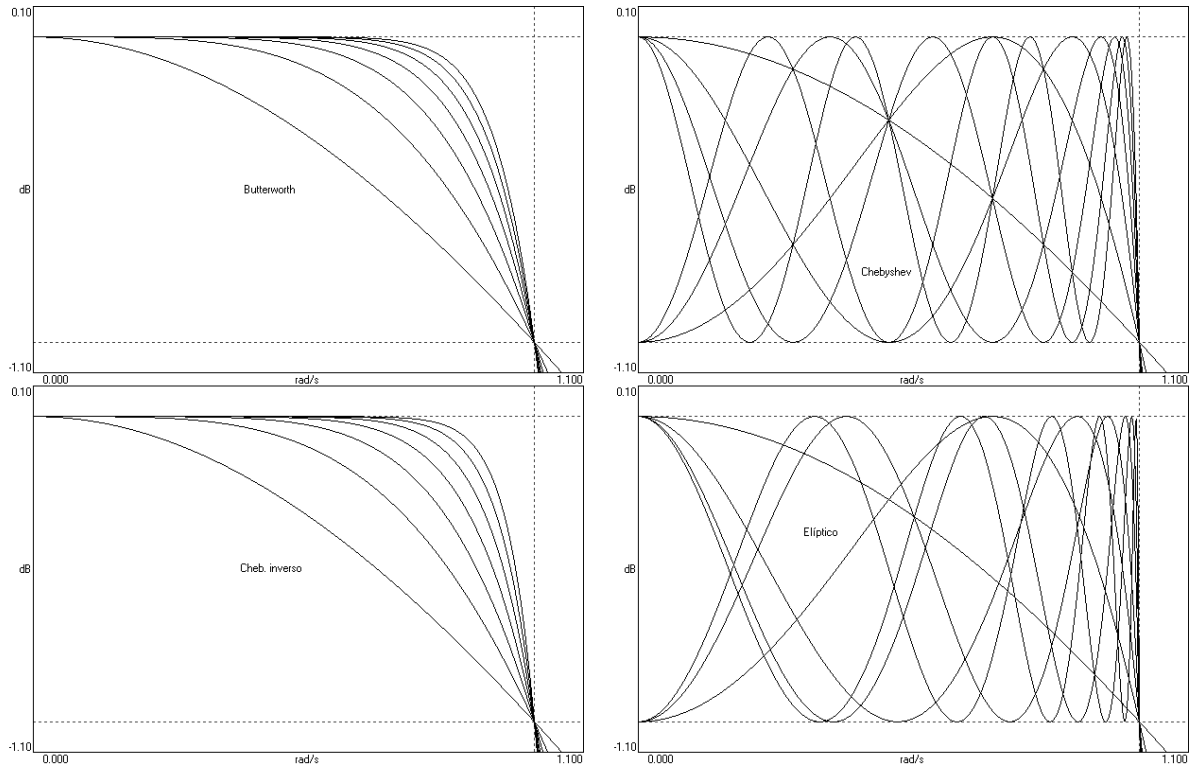 0.10
dB
Butterworth
-1.10
0.000
rad/s
1.100
0.10
dB
Chebyshev
-1.10
0.000
rad/s
1.100
0.10
dB
Cheb. inverso
-1.10
0.000
rad/s
1.100
0.10
dB
Elíptico
-1.10
0.000
rad/s
1.100